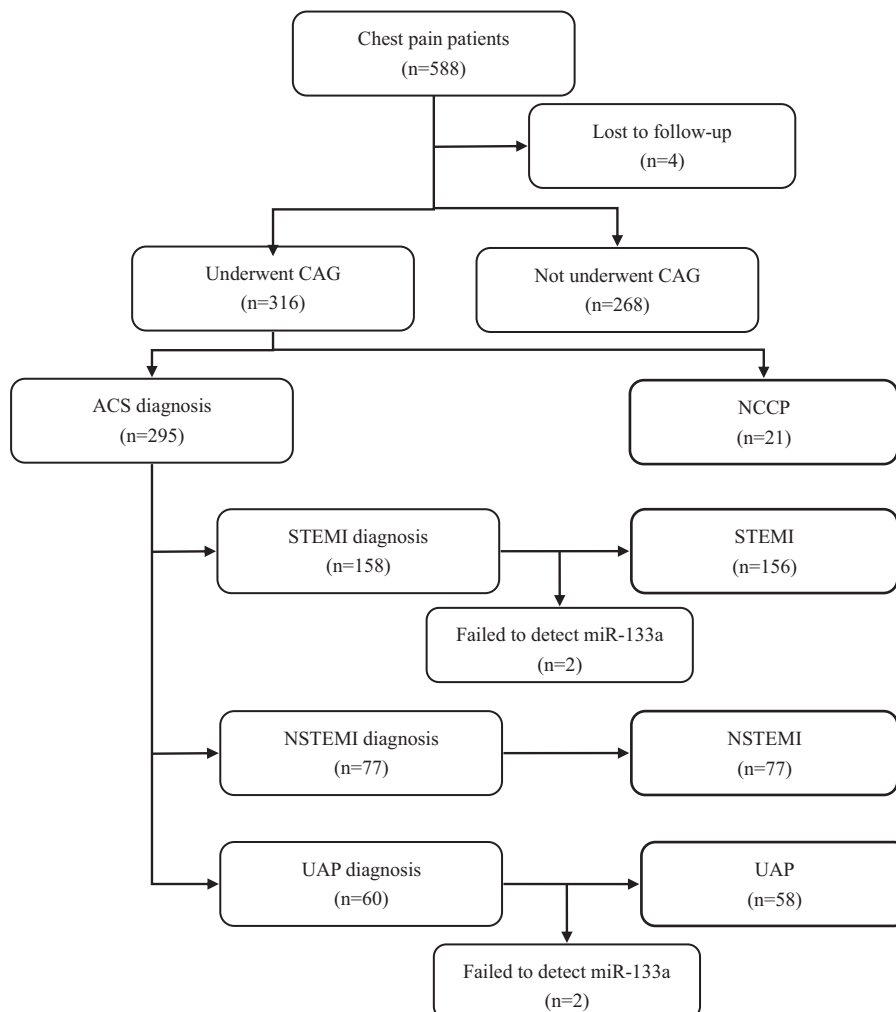 Chest pain patients
(n=588)
Lost to follow-up
(n=4)
Underwent CAG
(n=316)
Not underwent CAG
(n=268)
ACS diagnosis
(n=295)
NCCP
(n=21)
STEMI diagnosis
(n=158)
STEMI
(n=156)
Failed to detect miR-133a
(n=2)
NSTEMI diagnosis
(n=77)
NSTEMI
(n=77)
UAP diagnosis
(n=60)
UAP
(n=58)
Failed to detect miR-133a
(n=2)